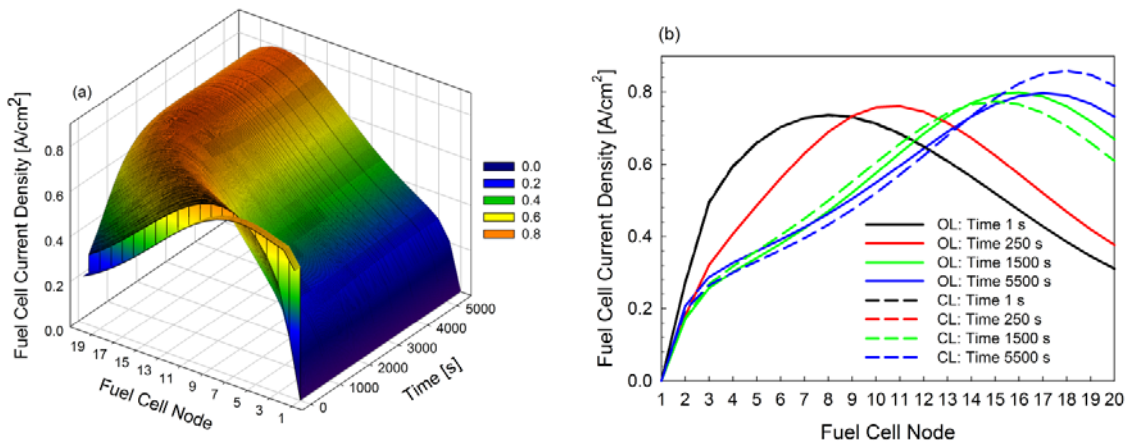 (a)
Fuel Cell Current Density [A/cm²]
0.8
0.6
0.4
0.2
0.0
19 17 15 13 11 9 7 5 3 1
Fuel Cell Node
0 1000 2000 3000 4000 5000
Time [s]
0.0
0.2
0.4
0.6
0.8
(b)
Fuel Cell Current Density [A/cm²]
0.8
0.6
0.4
0.2
0.0
OL: Time 1 s
OL: Time 250 s
OL: Time 1500 s
OL: Time 5500 s
CL: Time 1 s
CL: Time 250 s
CL: Time 1500 s
CL: Time 5500 s
1 2 3 4 5 6 7 8 9 10 11 12 13 14 15 16 17 18 19 20
Fuel Cell Node